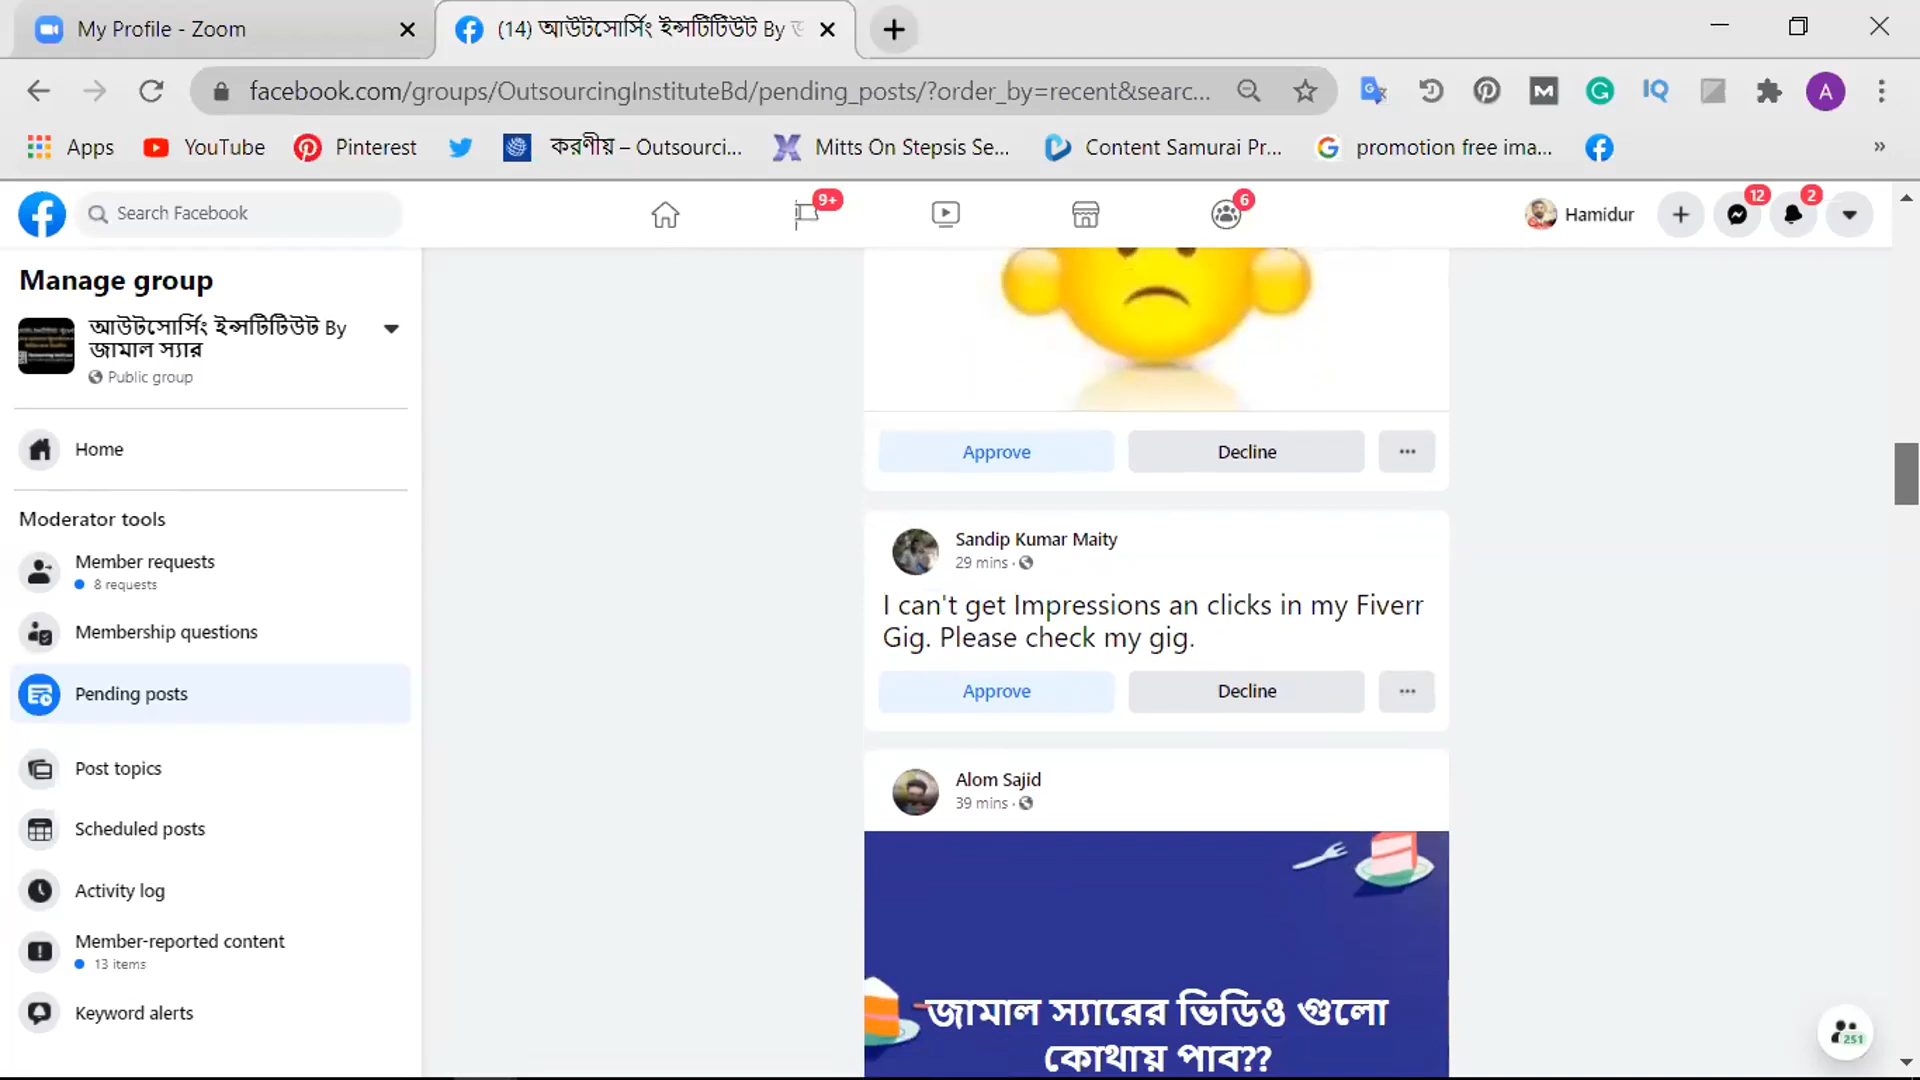 My Profile - Zoom
(14) আউটসোর্সিং ইন্সটিটিউট By
facebook.com/groups/OutsourcingInstituteBd/pending_posts/?order_by=recent&searc...
A
Apps
YouTube
Pinterest
করণীয় – Outsourci...
Mitts On Stepsis Se...
Content Samurai Pr...
promotion free ima...
»
Search Facebook
9+
6
Hamidur
12
2
Manage group
আউটসোর্সিং ইন্সটিটিউট By
জামাল স্যার
Public group
Home
Moderator tools
Member requests
8 requests
Membership questions
Pending posts
Post topics
Scheduled posts
Activity log
Member-reported content
13 items
Keyword alerts
Approve
Decline
Sandip Kumar Maity
29 mins ·
I can't get Impressions an clicks in my Fiverr
Gig. Please check my gig.
Approve
Decline
Alom Sajid
39 mins ·
জামাল স্যারের ভিডিও গুলো
কোথায় পাব??
251